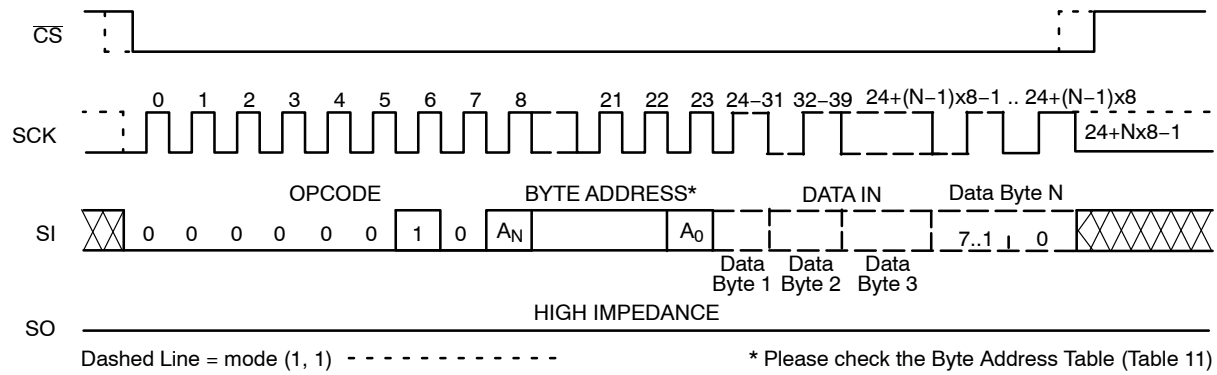 CS
0 1 2 3 4 5 6 7 8 21 22 23 24−31 32−39 24+(N−1)x8−1 .. 24+(N−1)x8
SCK
24+Nx8−1
OPCODE BYTE ADDRESS* DATA IN Data Byte N
SI
0 0 0 0 0 0 1 0 AN A0 7..1 0
Data Byte 1
Data Byte 2
Data Byte 3
HIGH IMPEDANCE
SO
Dashed Line = mode (1, 1)
* Please check the Byte Address Table (Table 11)